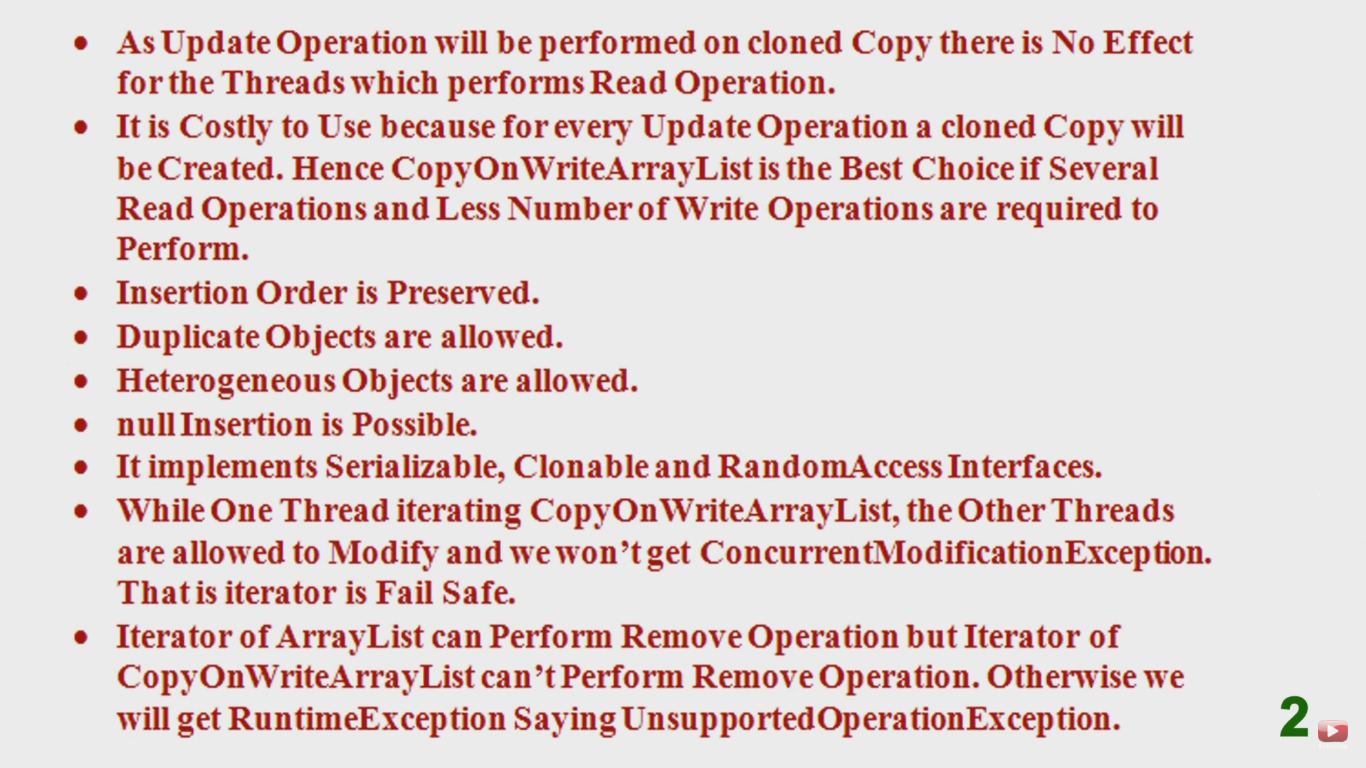 • As Update Operation will be performed on cloned Copy there is No Effect
for the Threads which performs Read Operation.
• It is Costly to Use because for every Update Operation a cloned Copy will
be Created. Hence CopyOnWriteArrayList is the Best Choice if Several
Read Operations and Less Number of Write Operations are required to
Perform.
• Insertion Order is Preserved.
• Duplicate Objects are allowed.
• Heterogeneous Objects are allowed.
• null Insertion is Possible.
• It implements Serializable, Clonable and RandomAccess Interfaces.
• While One Thread iterating CopyOnWriteArrayList, the Other Threads
are allowed to Modify and we won’t get ConcurrentModificationException.
That is iterator is Fail Safe.
• Iterator of ArrayList can Perform Remove Operation but Iterator of
CopyOnWriteArrayList can’t Perform Remove Operation. Otherwise we
will get RuntimeException Saying UnsupportedOperationException.
2